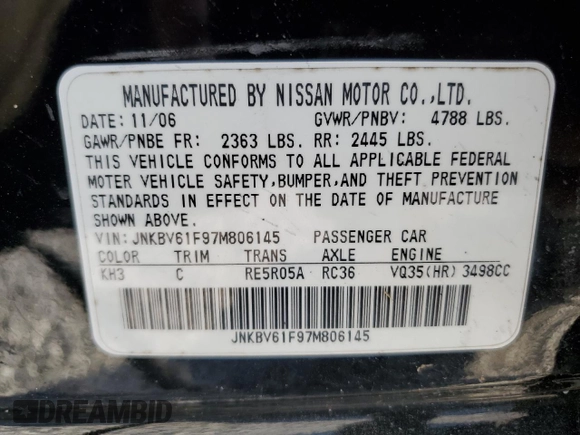 MANUFACTURED BY NISSAN MOTOR CO.,LTD.
DATE: 11/06 GVWR/PNBV: 4788 LBS.
GAWR/PNBE FR: 2363 LBS. RR: 2445 LBS.
THIS VEHICLE CONFORMS TO ALL APPLICABLE FEDERAL
MOTOR VEHICLE SAFETY,BUMPER,AND THEFT PREVENTION
STANDARDS IN EFFECT ON THE DATE OF MANUFACTURE
SHOWN ABOVE.
VIN: JNKBV61F97M806145 PASSENGER CAR
COLOR TRIM TRANS AXLE ENGINE
KH3 C RE5R05A RC36 VQ35(HR) 3498CC
JNKBV61F97M806145
DREAMBID